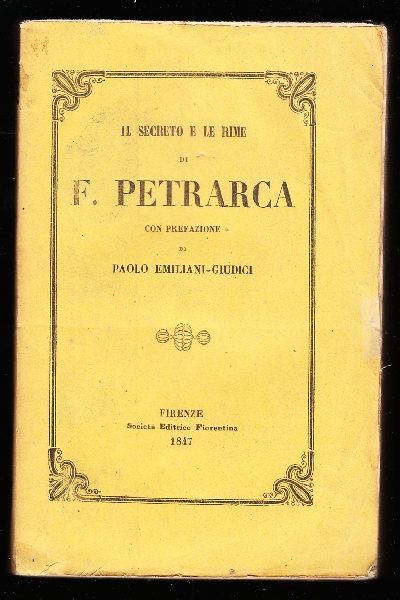 IL SECRETO E LE RIME
DI
F. PETRARCA
CON PREFAZIONE
DI
PAOLO EMILIANI-GIUDICI
FIRENZE
Società Editrice Fiorentina
1847